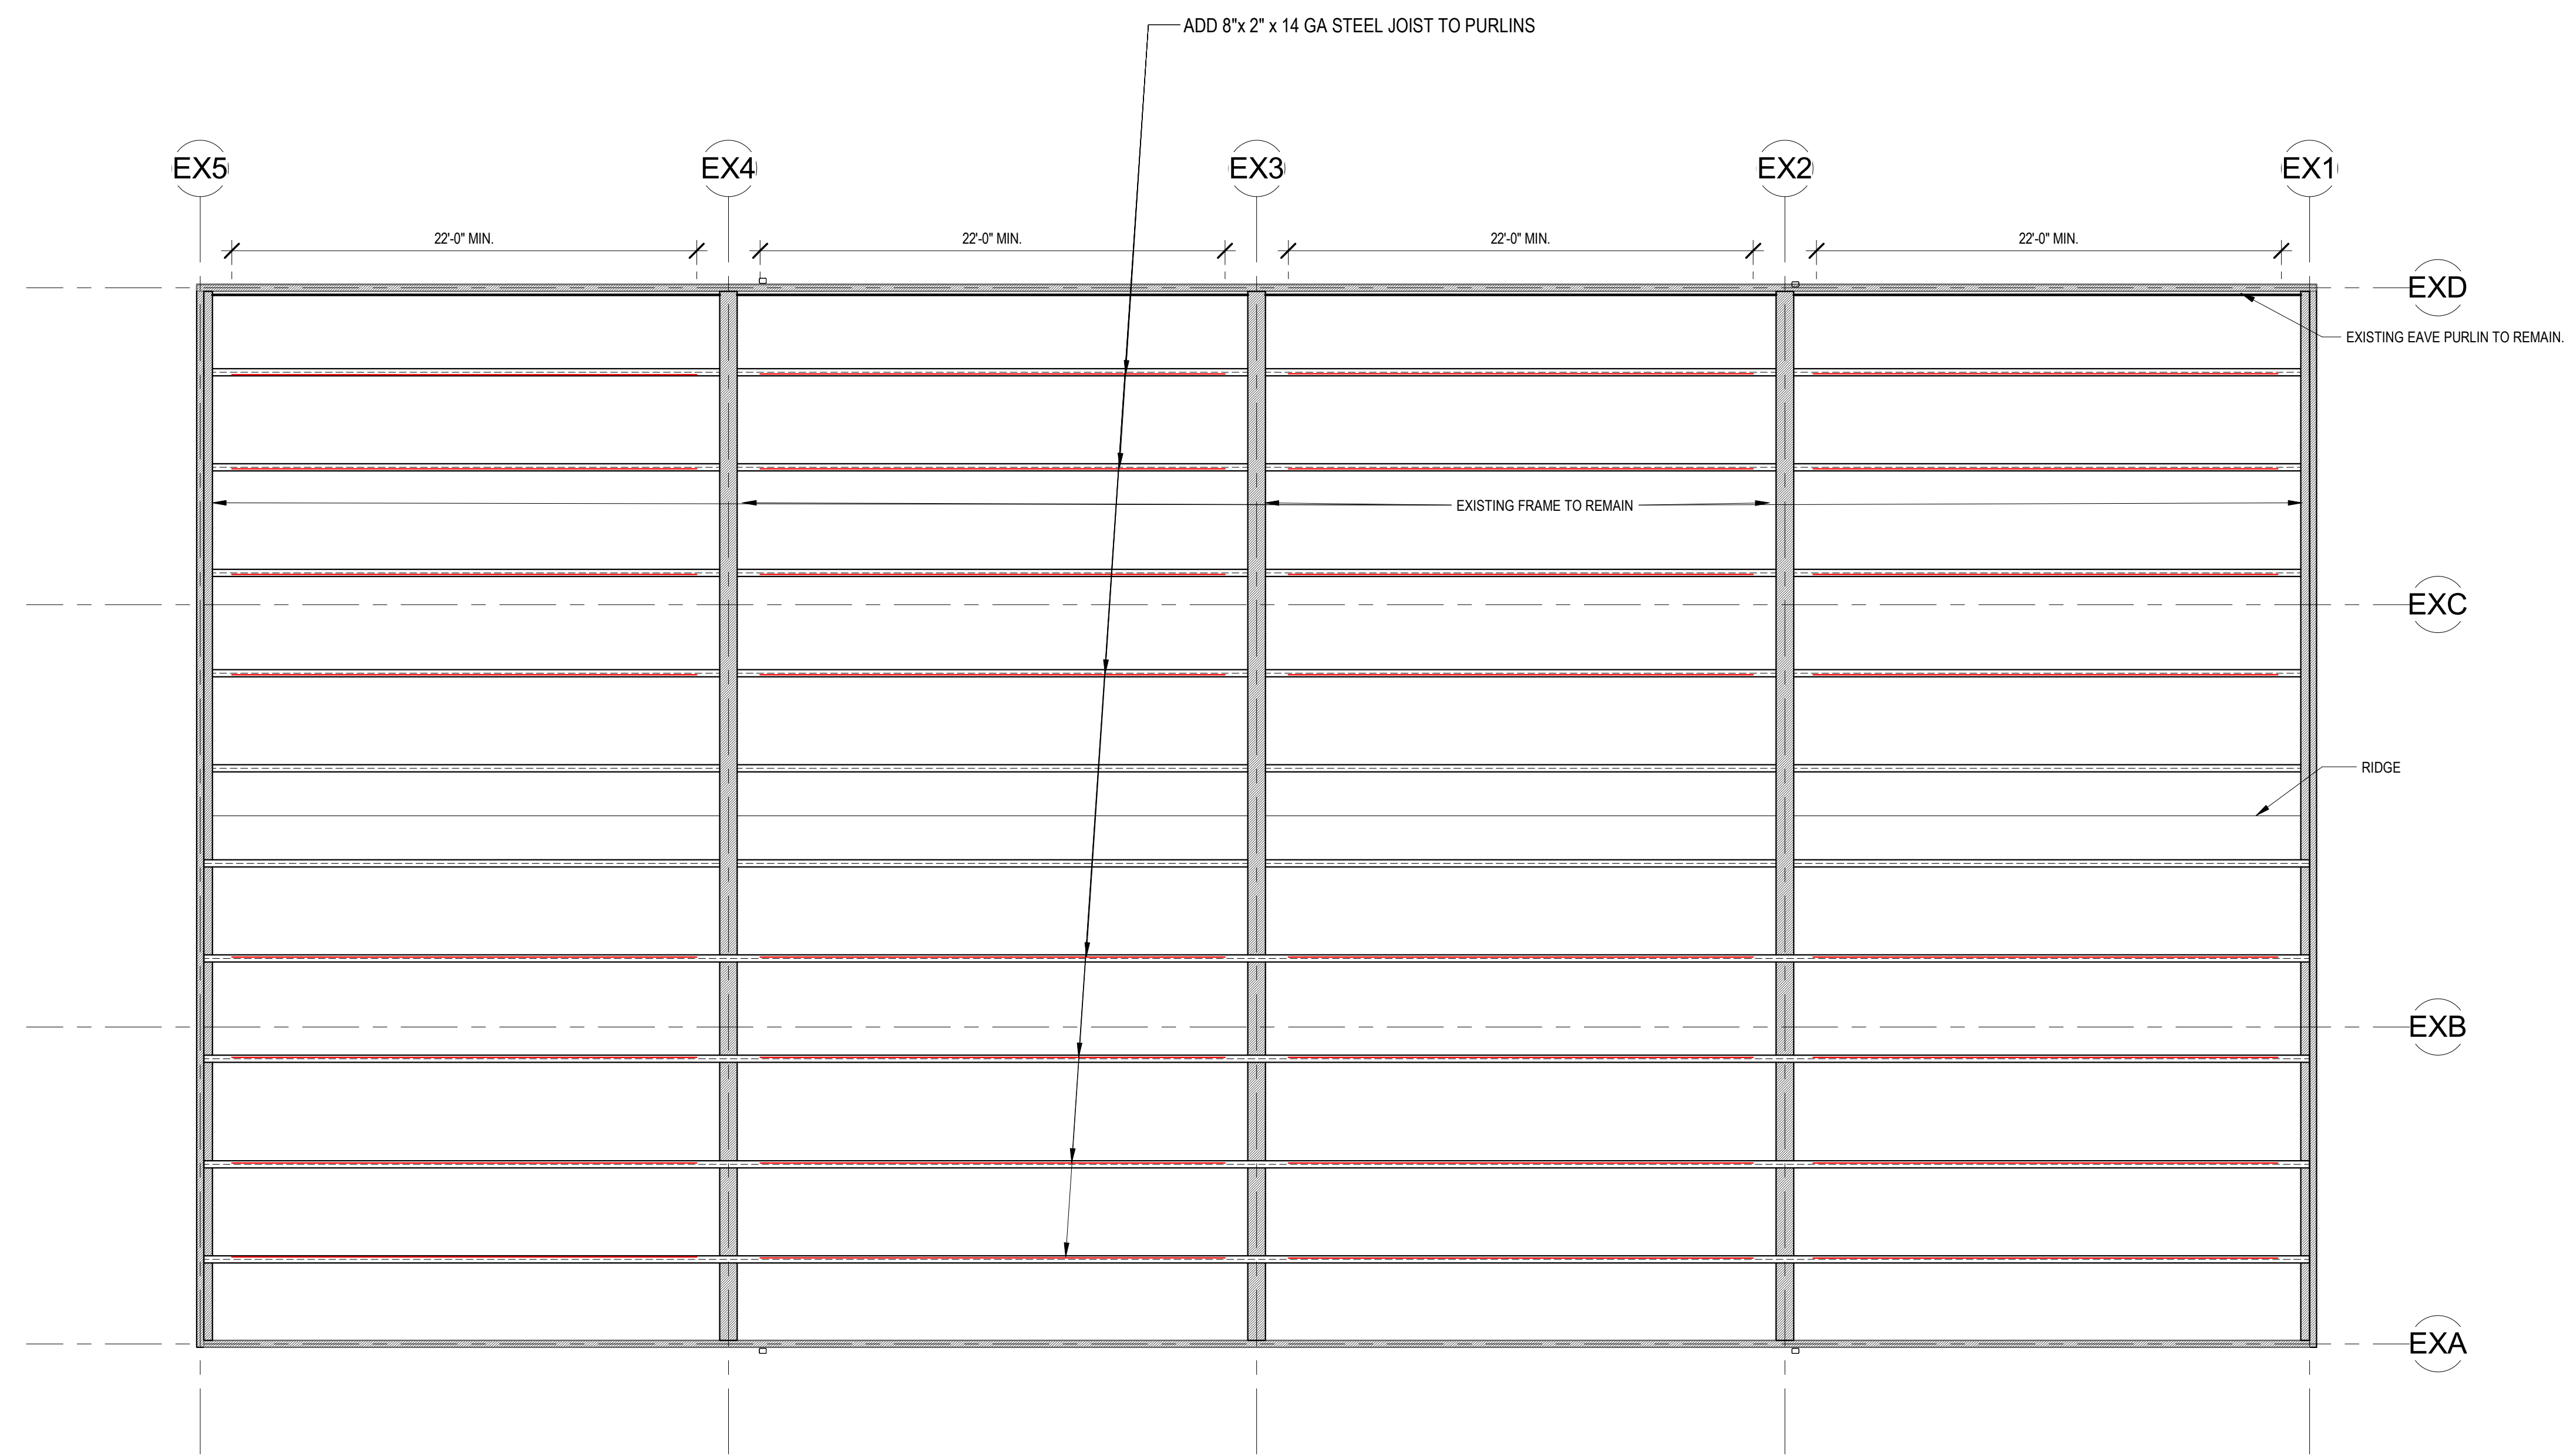 ADD 8"x 2" x 14 GA STEEL JOIST TO PURLINS
EX5
EX4
EX3
EX2
EX1
22'-0" MIN.
22'-0" MIN.
22'-0" MIN.
22'-0" MIN.
EXD
EXISTING EAVE PURLIN TO REMAIN.
EXISTING FRAME TO REMAIN
EXC
RIDGE
EXB
EXA